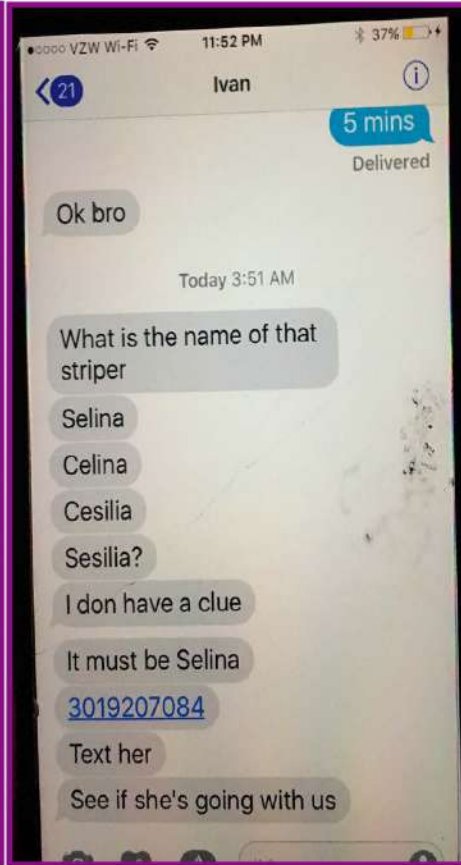 ●○○○○ VZW Wi-Fi 11:52 PM 37%
21 Ivan
5 mins
Delivered
Ok bro
Today 3:51 AM
What is the name of that
striper
Selina
Celina
Cesilia
Sesilia?
I don have a clue
It must be Selina
3019207084
Text her
See if she's going with us